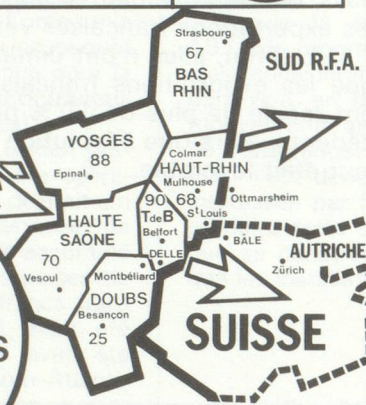 Strasbourg
67
BAS
RHIN
SUD R.F.A.
VOSGES
88
Epinal
Colmar
HAUT-RHIN
Mulhouse
68
90
TdeB
Belfort
St Louis
Ottmarsheim
HAUTE
SAÔNE
70
Vesoul
DELLE
BÂLE
AUTRICHE
Zürich
Montbéliard
DOUBS
Besançon
25
SUISSE
S